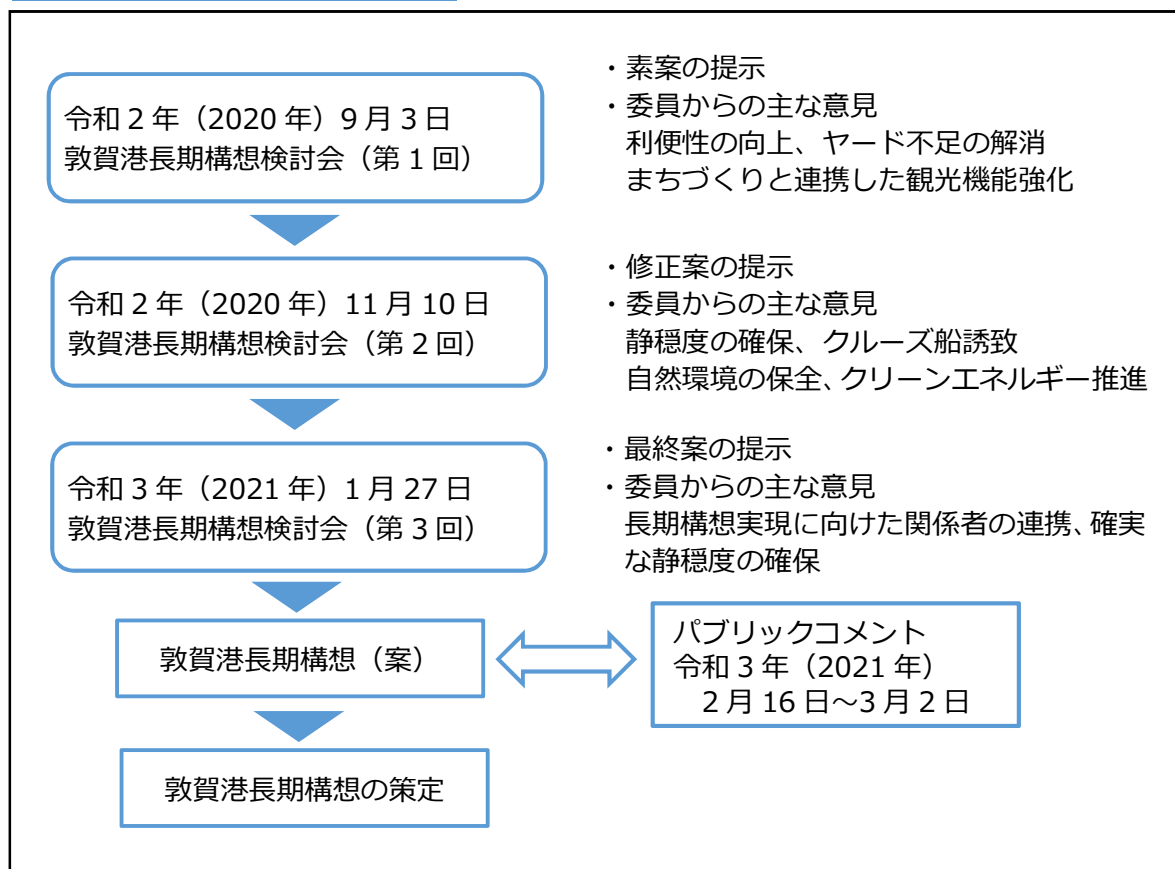 令和２年（2020 年）９月３日
敦賀港長期構想検討会（第１回）
・素案の提示
・委員からの主な意見
利便性の向上、ヤード不足の解消
まちづくりと連携した観光機能強化
令和２年（2020 年）11 月 10 日
敦賀港長期構想検討会（第２回）
・修正案の提示
・委員からの主な意見
静穏度の確保、クルーズ船誘致
自然環境の保全、クリーンエネルギー推進
令和３年（2021 年）１月 27 日
敦賀港長期構想検討会（第３回）
・最終案の提示
・委員からの主な意見
長期構想実現に向けた関係者の連携、確実
な静穏度の確保
敦賀港長期構想（案）
パブリックコメント
令和３年（2021 年）
２月 16 日～3 月 2 日
敦賀港長期構想の策定